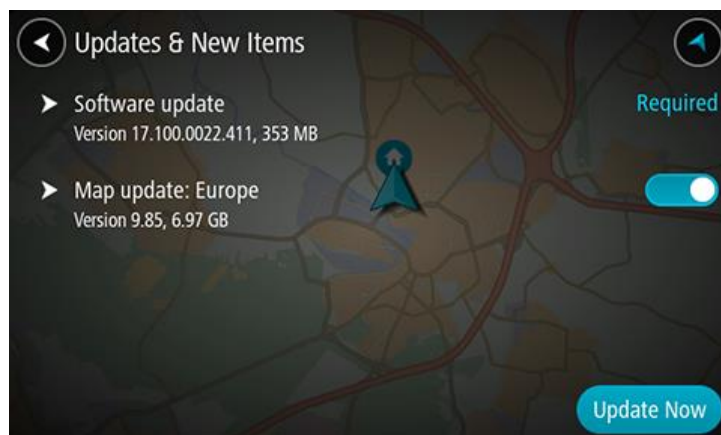 Updates & New Items
Software update
Required
Version 17.100.0022.411, 353 MB
Map update: Europe
Version 9.85, 6.97 GB
Update Now